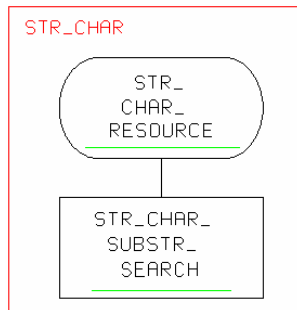 STR_CHAR
STR_
CHAR_
RESOURCE
STR_CHAR_
SUBSTR_
SEARCH